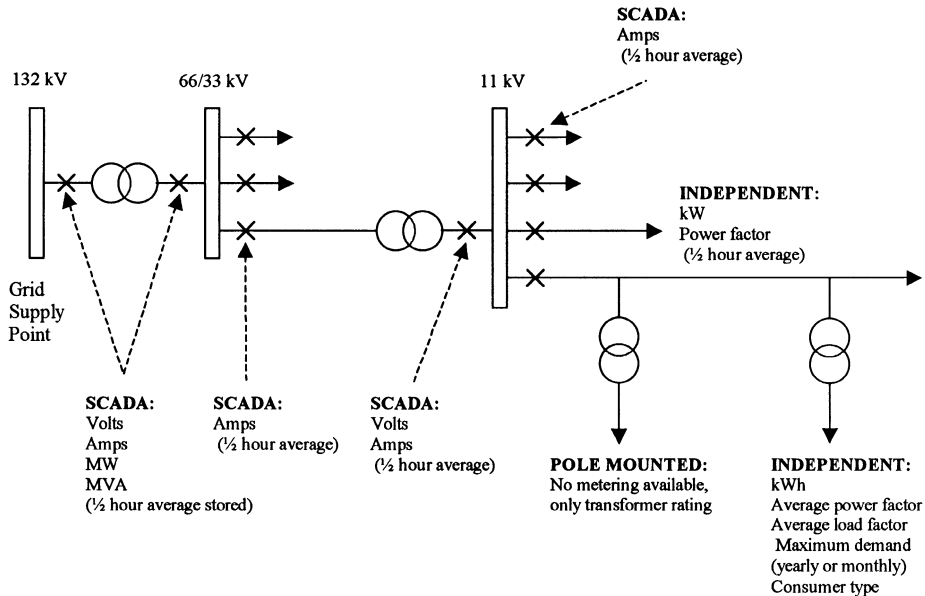 SCADA:
Amps
(½ hour average)
132 kV
66/33 kV
11 kV
INDEPENDENT:
kW
Power factor
(½ hour average)
Grid
Supply
Point
SCADA:
Volts
Amps
MW
MVA
(½ hour average stored)
SCADA:
Amps
(½ hour average)
SCADA:
Volts
Amps
(½ hour average)
POLE MOUNTED:
No metering available,
only transformer rating
INDEPENDENT:
kWh
Average power factor
Average load factor
Maximum demand
(yearly or monthly)
Consumer type